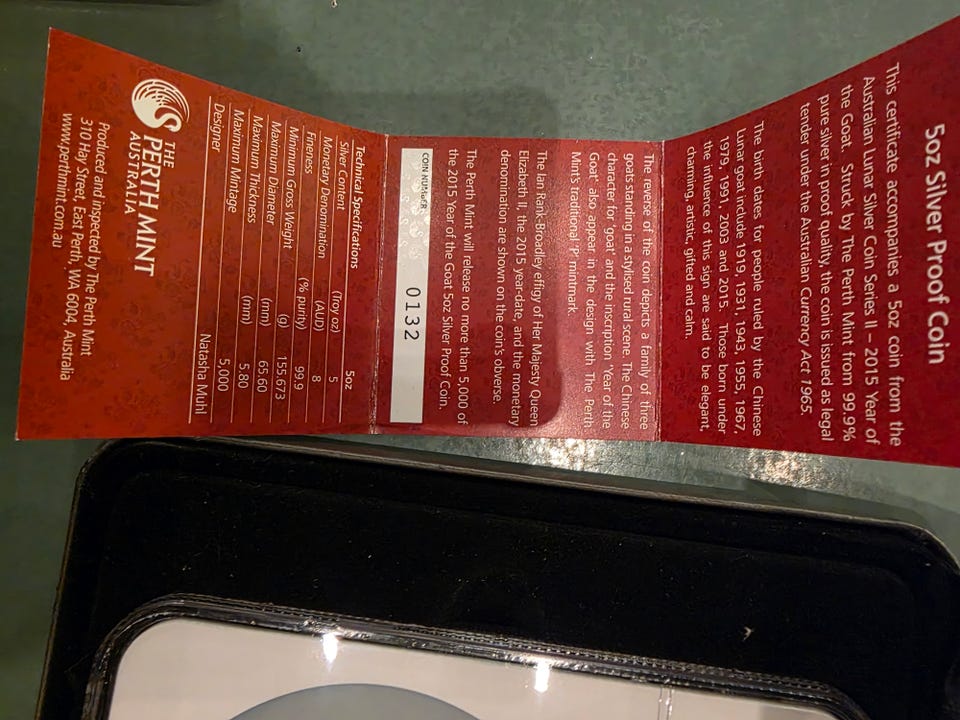 5oz Silver Proof Coin
This certificate accompanies a 5oz coin from the
Australian Lunar Silver Coin Series II – 2015 Year of
the Goat. Struck by The Perth Mint from 99.9%
pure silver in proof quality, the coin is issued as legal
tender under the Australian Currency Act 1965.
The birth dates for people ruled by the Chinese
lunar goat include 1919, 1931, 1943, 1955, 1967,
1979, 1991, 2003 and 2015. Those born under
the influence of this sign are said to be elegant,
charming, artistic, gifted and calm.
The reverse of the coin depicts a family of three
goats standing in a stylised rural scene. The Chinese
character for 'goat' and the inscription 'Year of the
Goat' also appear in the design with The Perth
Mint's traditional 'P' mintmark.
The Ian Rank-Broadley effigy of Her Majesty Queen
Elizabeth II, the 2015 year-date, and the monetary
denomination are shown on the coin's obverse.
The Perth Mint will release no more than 5,000 of
the 2015 Year of the Goat 5oz Silver Proof Coin.
COIN NUMBER: 0132
Technical Specifications 5oz
Silver Content (Troy oz) 5
Monetary Denomination (AUD) 8
Fineness (% purity) 99.9
Minimum Gross Weight (g) 155.673
Maximum Diameter (mm) 65.60
Maximum Thickness (mm) 5.80
Maximum Mintage 5,000
Designer Natasha Muhl
THE
PERTH MINT
AUSTRALIA
Produced and inspected by The Perth Mint
310 Hay Street, East Perth, WA 6004, Australia
www.perthmint.com.au